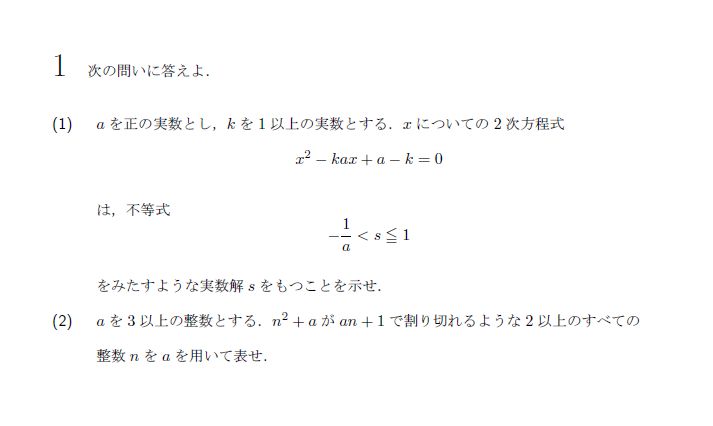 1 次の問いに答えよ．
(1) a を正の実数とし，k を 1 以上の実数とする．x についての 2 次方程式
x² − kax + a − k = 0
は，不等式
−1/a < s ≦ 1
をみたすような実数解 s をもつことを示せ．
(2) a を 3 以上の整数とする．n² + a が an + 1 で割り切れるような 2 以上のすべての
整数 n を a を用いて表せ．